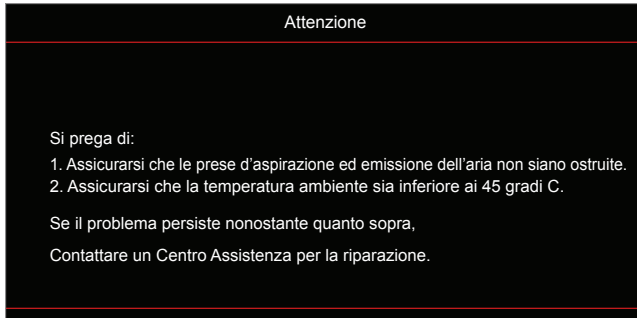 Attenzione
Si prega di:
1. Assicurarsi che le prese d'aspirazione ed emissione dell'aria non siano ostruite.
2. Assicurarsi che la temperatura ambiente sia inferiore ai 45 gradi C.
Se il problema persiste nonostante quanto sopra,
Contattare un Centro Assistenza per la riparazione.